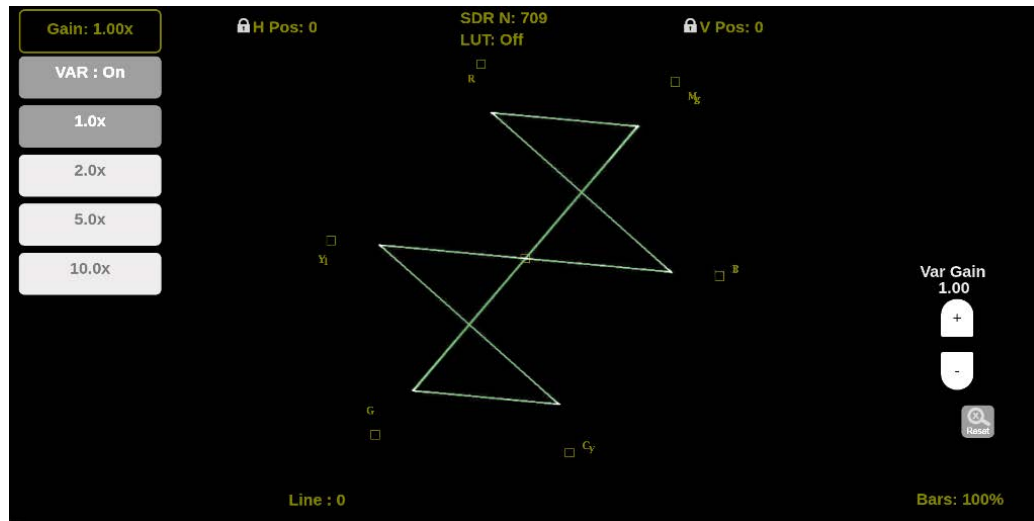 Gain: 1.00x
H Pos: 0
SDR N: 709
LUT: Off
V Pos: 0
VAR : On
1.0x
2.0x
5.0x
10.0x
R
Mg
Yl
B
G
Cy
Var Gain
1.00
+
-
Reset
Line : 0
Bars: 100%